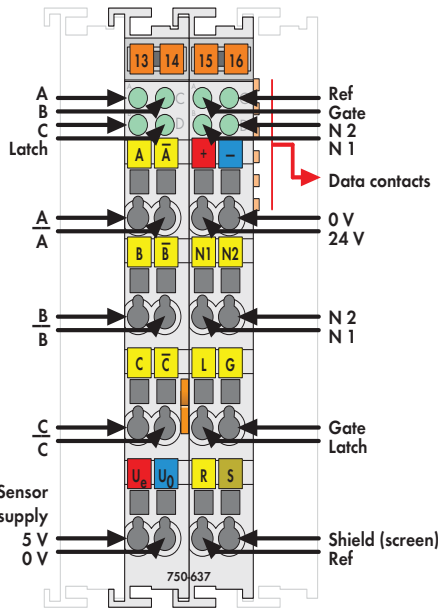 13 14 15 16
A
B
C
Latch
Ref
Gate
N 2
N 1
C
D
A A̅ + −
Data contacts
A
A̅
0 V
24 V
B B̅ N1 N2
B
B̅
N 2
N 1
C C̅ L G
C
C̅
Gate
Latch
Ue U0 R S
Sensor
supply
5 V
0 V
Shield (screen)
Ref
750-637